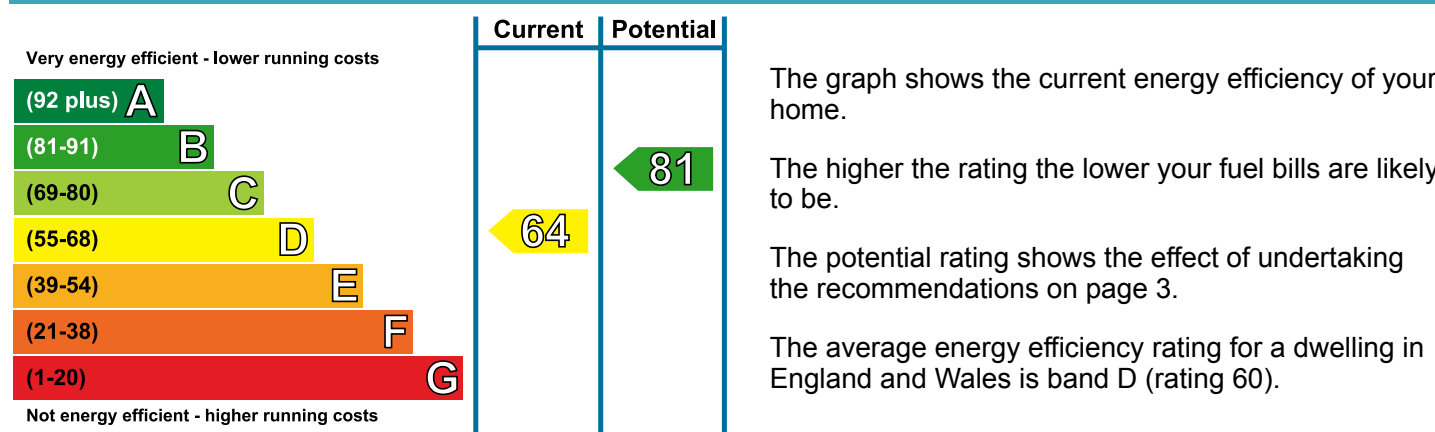 Current Potential
Very energy efficient - lower running costs
(92 plus) A
(81-91) B
(69-80) C
(55-68) D
(39-54) E
(21-38) F
(1-20) G
Not energy efficient - higher running costs
64
81
The graph shows the current energy efficiency of your
home.
The higher the rating the lower your fuel bills are likely
to be.
The potential rating shows the effect of undertaking
the recommendations on page 3.
The average energy efficiency rating for a dwelling in
England and Wales is band D (rating 60).